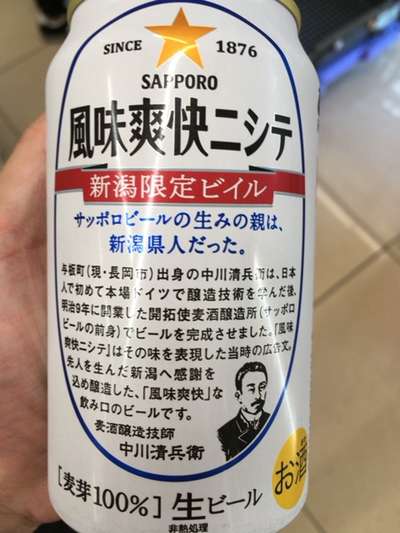 SINCE 1876
SAPPORO
風味爽快ニシテ
新潟限定ビイル
サッポロビールの生みの親は、
新潟県人だった。
与板町(現・長岡市)出身の中川清兵衛は、日本
人で初めて本場ドイツで醸造技術を学んだ後、
明治9年に開業した開拓使麦酒醸造所(サッポロ
ビールの前身)でビールを完成させました。「風味
爽快ニシテ」はその味を表現した当時の広告文。
先人を生んだ新潟へ感謝を
込め醸造した、「風味爽快」な
飲み口のビールです。
麦酒醸造技師
中川清兵衛
お酒
[麦芽100%]生ビール
非熱処理